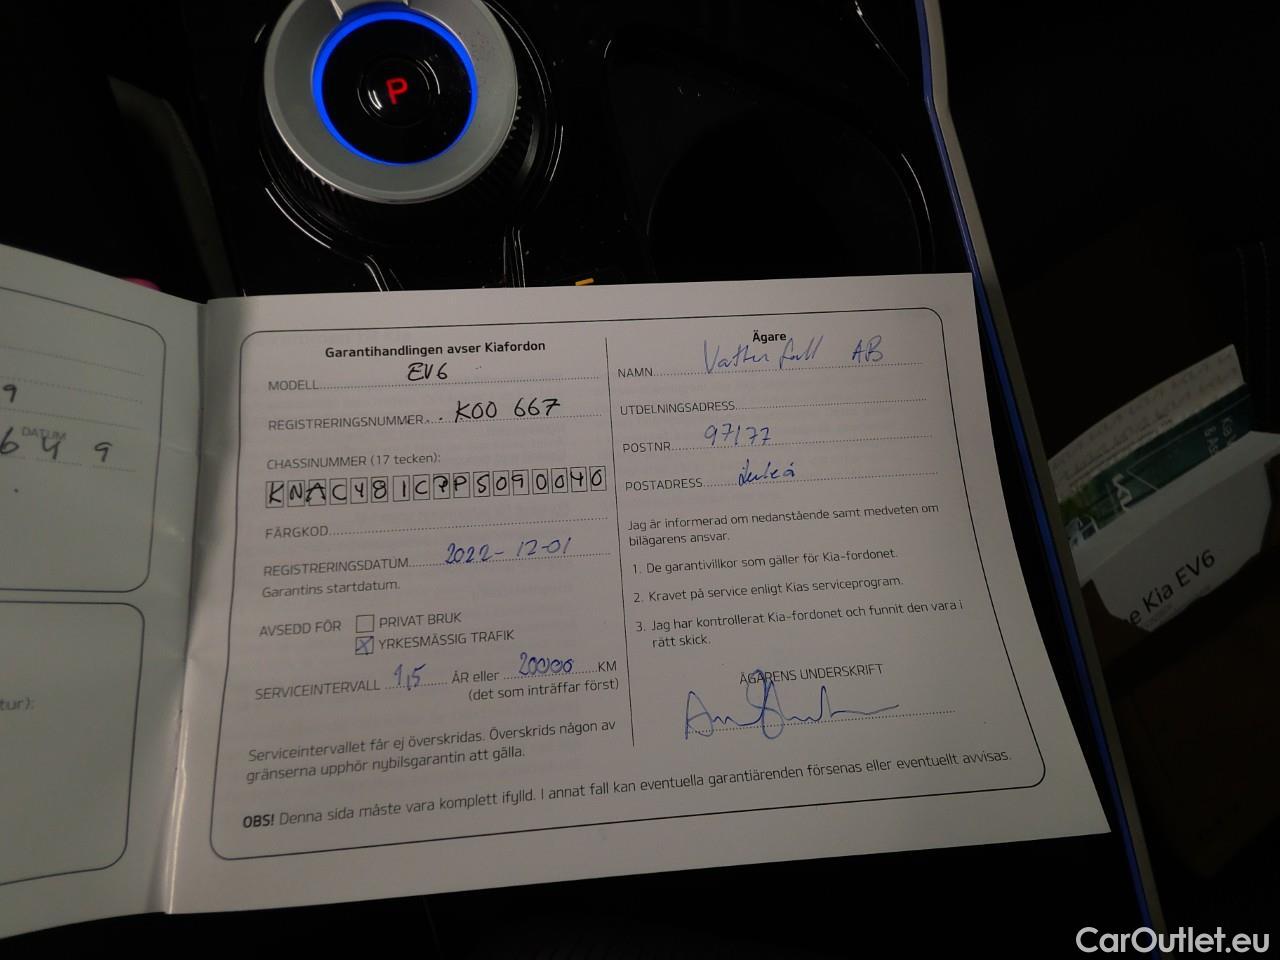 P
9
DATUM
6 4 9
tur):
Garantihandlingen avser Kiafordon
MODELL EV6
REGISTRERINGSNUMMER KOO 667
CHASSINUMMER (17 tecken):
KNAC481C7P5090040
FÄRGKOD
REGISTRERINGSDATUM 2022-12-01
Garantins startdatum.
AVSEDD FÖR PRIVAT BRUK
YRKESMÄSSIG TRAFIK
SERVICEINTERVALL 1,5 ÅR eller 20000 KM
(det som inträffar först)
Serviceintervallet får ej överskridas. Överskrids någon av
gränserna upphör nybilsgarantin att gälla.
Ägare
NAMN Vattenfall AB
UTDELNINGSADRESS
POSTNR 97177
POSTADRESS Luleå
Jag är informerad om nedanstående samt medveten om
bilägarens ansvar.
1. De garantivillkor som gäller för Kia-fordonet.
2. Kravet på service enligt Kias serviceprogram.
3. Jag har kontrollerat Kia-fordonet och funnit den vara i
rätt skick.
ÄGARENS UNDERSKRIFT
OBS! Denna sida måste vara komplett ifylld. I annat fall kan eventuella garantiärenden försenas eller eventuellt avvisas.
e Kia EV6
CarOutlet.eu